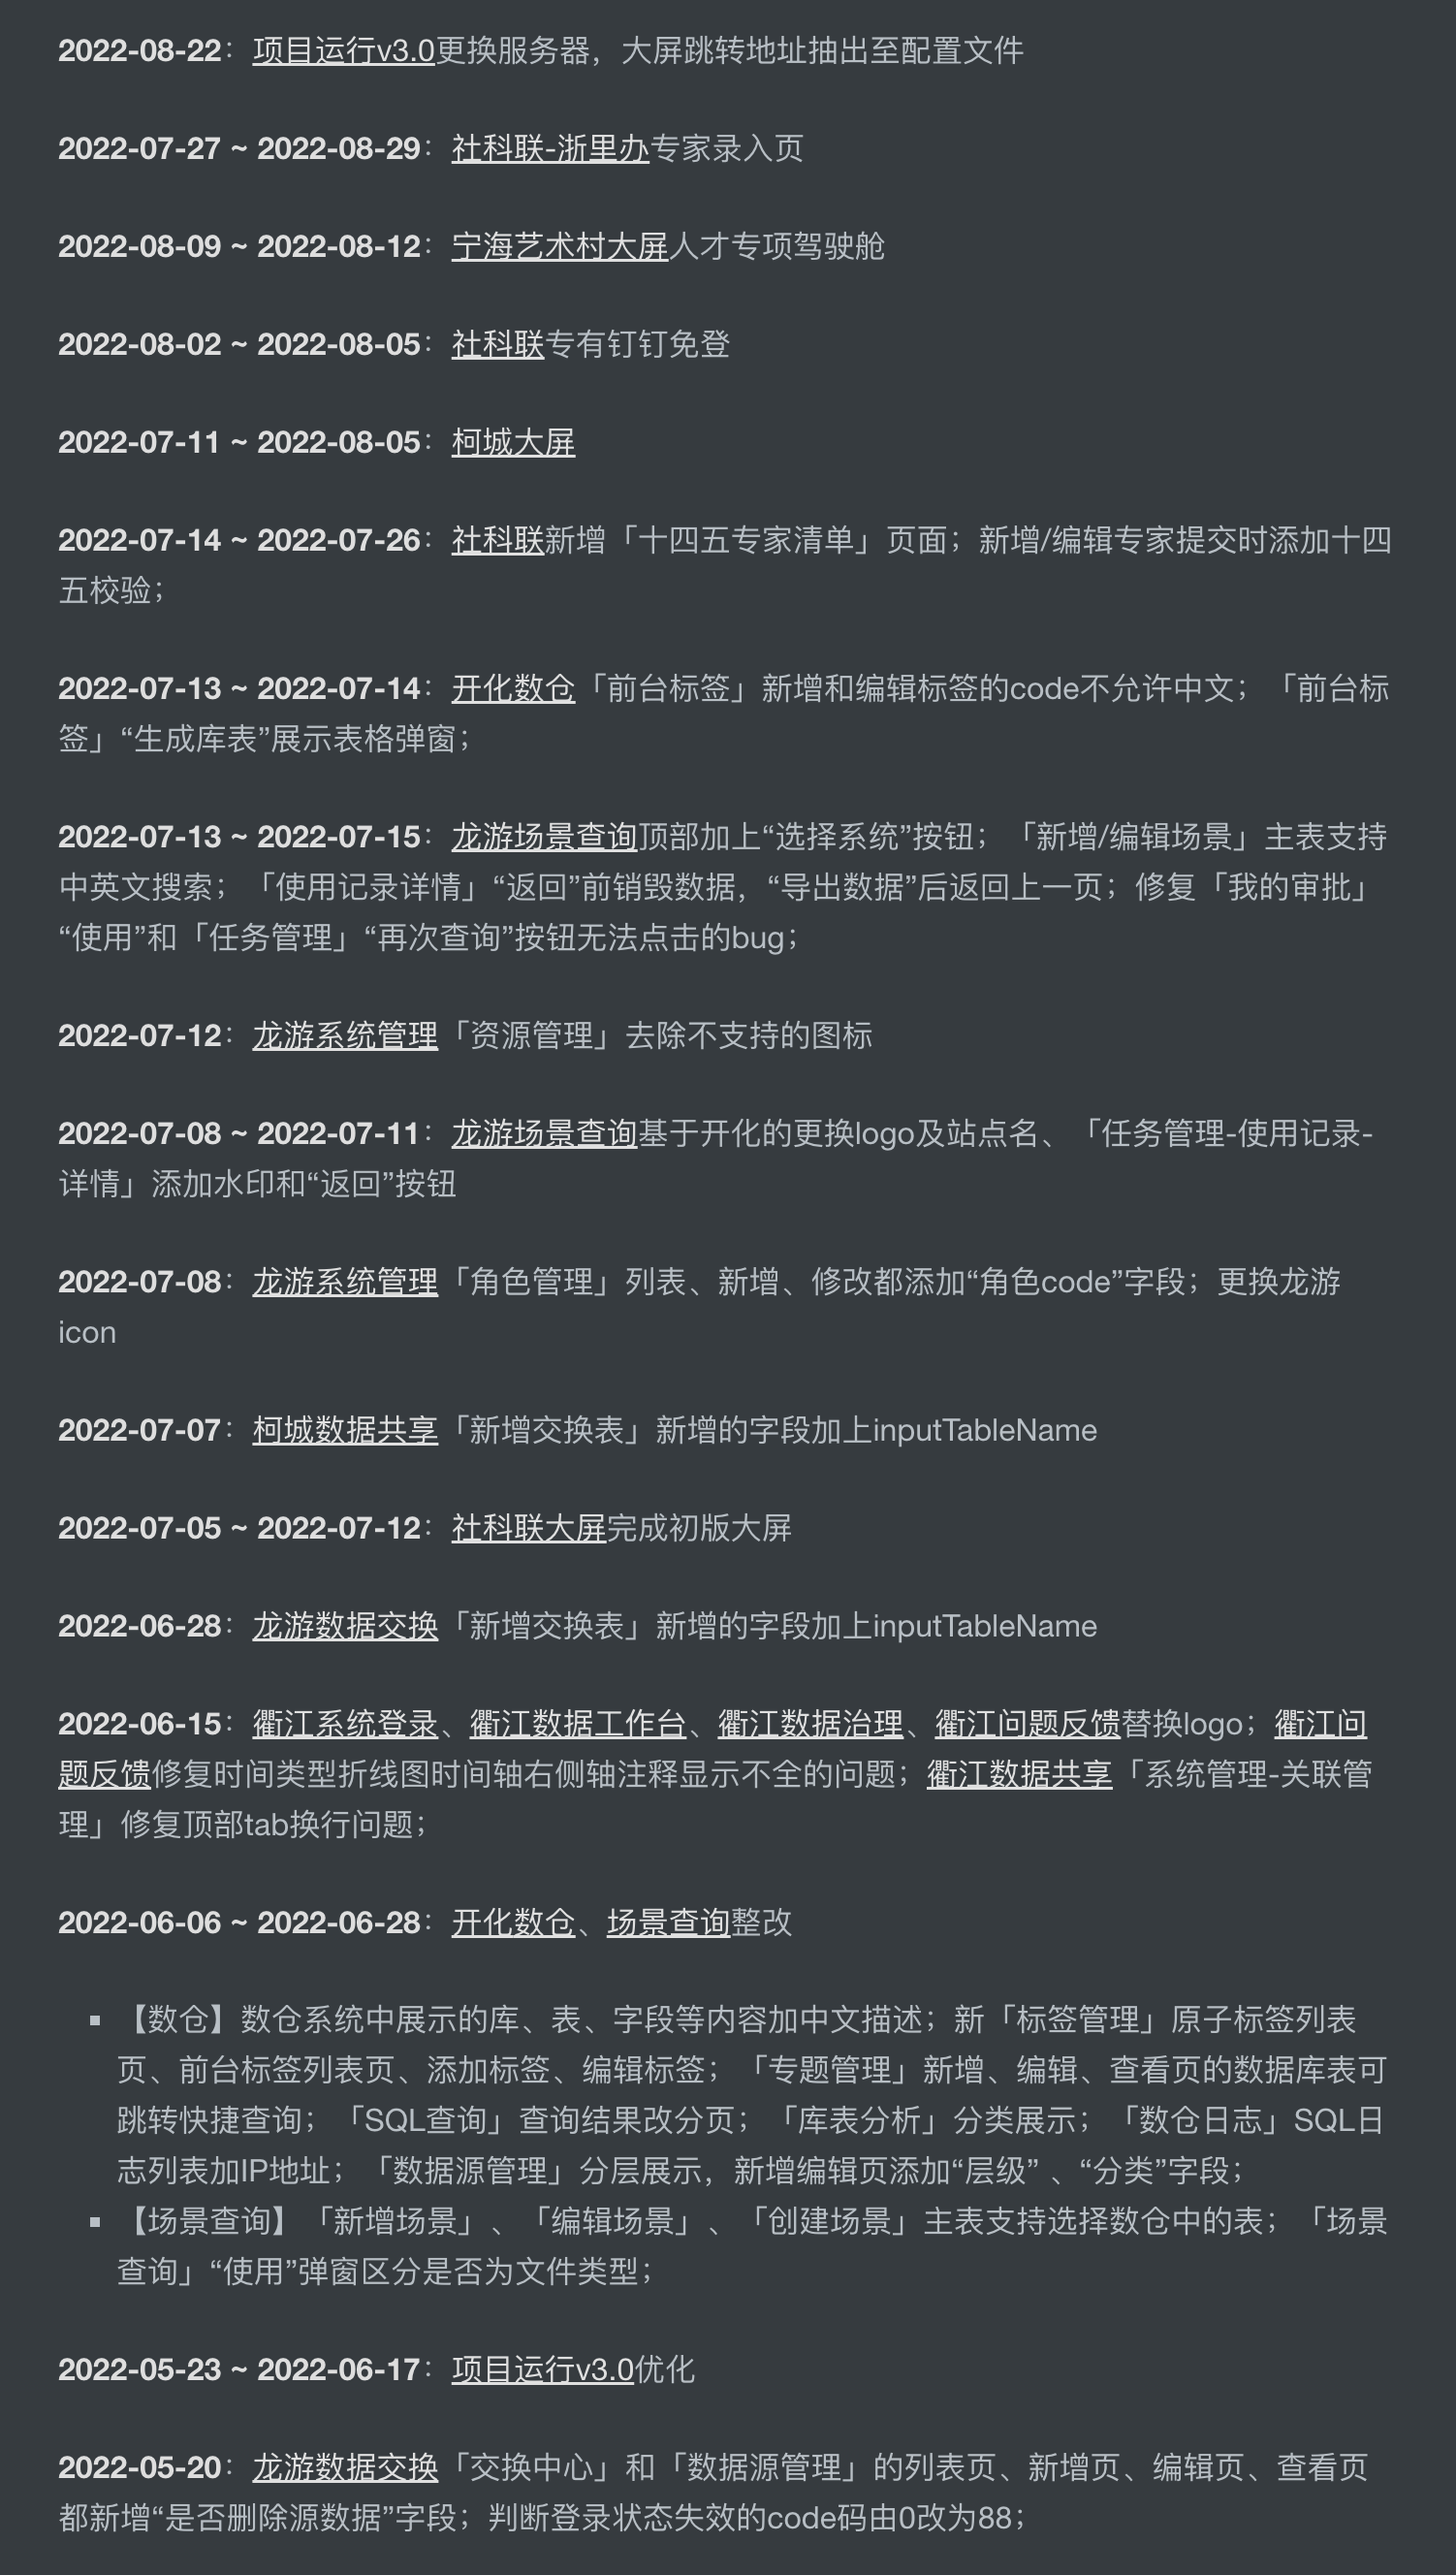 2022-08-22：项目运行v3.0更换服务器，大屏跳转地址抽出至配置文件
2022-07-27 ~ 2022-08-29：社科联-浙里办专家录入页
2022-08-09 ~ 2022-08-12：宁海艺术村大屏人才专项驾驶舱
2022-08-02 ~ 2022-08-05：社科联专有钉钉免登
2022-07-11 ~ 2022-08-05：柯城大屏
2022-07-14 ~ 2022-07-26：社科联新增「十四五专家清单」页面；新增/编辑专家提交时添加十四
五校验；
2022-07-13 ~ 2022-07-14：开化数仓「前台标签」新增和编辑标签的code不允许中文；「前台标
签」“生成库表”展示表格弹窗；
2022-07-13 ~ 2022-07-15：龙游场景查询顶部加上“选择系统”按钮；「新增/编辑场景」主表支持
中英文搜索；「使用记录详情」“返回”前销毁数据，“导出数据”后返回上一页；修复「我的审批」
“使用”和「任务管理」“再次查询”按钮无法点击的bug；
2022-07-12：龙游系统管理「资源管理」去除不支持的图标
2022-07-08 ~ 2022-07-11：龙游场景查询基于开化的更换logo及站点名、「任务管理-使用记录-
详情」添加水印和“返回”按钮
2022-07-08：龙游系统管理「角色管理」列表、新增、修改都添加“角色code”字段；更换龙游
icon
2022-07-07：柯城数据共享「新增交换表」新增的字段加上inputTableName
2022-07-05 ~ 2022-07-12：社科联大屏完成初版大屏
2022-06-28：龙游数据交换「新增交换表」新增的字段加上inputTableName
2022-06-15：衢江系统登录、衢江数据工作台、衢江数据治理、衢江问题反馈替换logo；衢江问
题反馈修复时间类型折线图时间轴右侧轴注释显示不全的问题；衢江数据共享「系统管理-关联管
理」修复顶部tab换行问题；
2022-06-06 ~ 2022-06-28：开化数仓、场景查询整改
▪ 【数仓】数仓系统中展示的库、表、字段等内容加中文描述；新「标签管理」原子标签列表
页、前台标签列表页、添加标签、编辑标签；「专题管理」新增、编辑、查看页的数据库表可
跳转快捷查询；「SQL查询」查询结果改分页；「库表分析」分类展示；「数仓日志」SQL日
志列表加IP地址；「数据源管理」分层展示，新增编辑页添加“层级” 、“分类”字段；
▪ 【场景查询】「新增场景」、「编辑场景」、「创建场景」主表支持选择数仓中的表；「场景
查询」“使用”弹窗区分是否为文件类型；
2022-05-23 ~ 2022-06-17：项目运行v3.0优化
2022-05-20：龙游数据交换「交换中心」和「数据源管理」的列表页、新增页、编辑页、查看页
都新增“是否删除源数据”字段；判断登录状态失效的code码由0改为88；